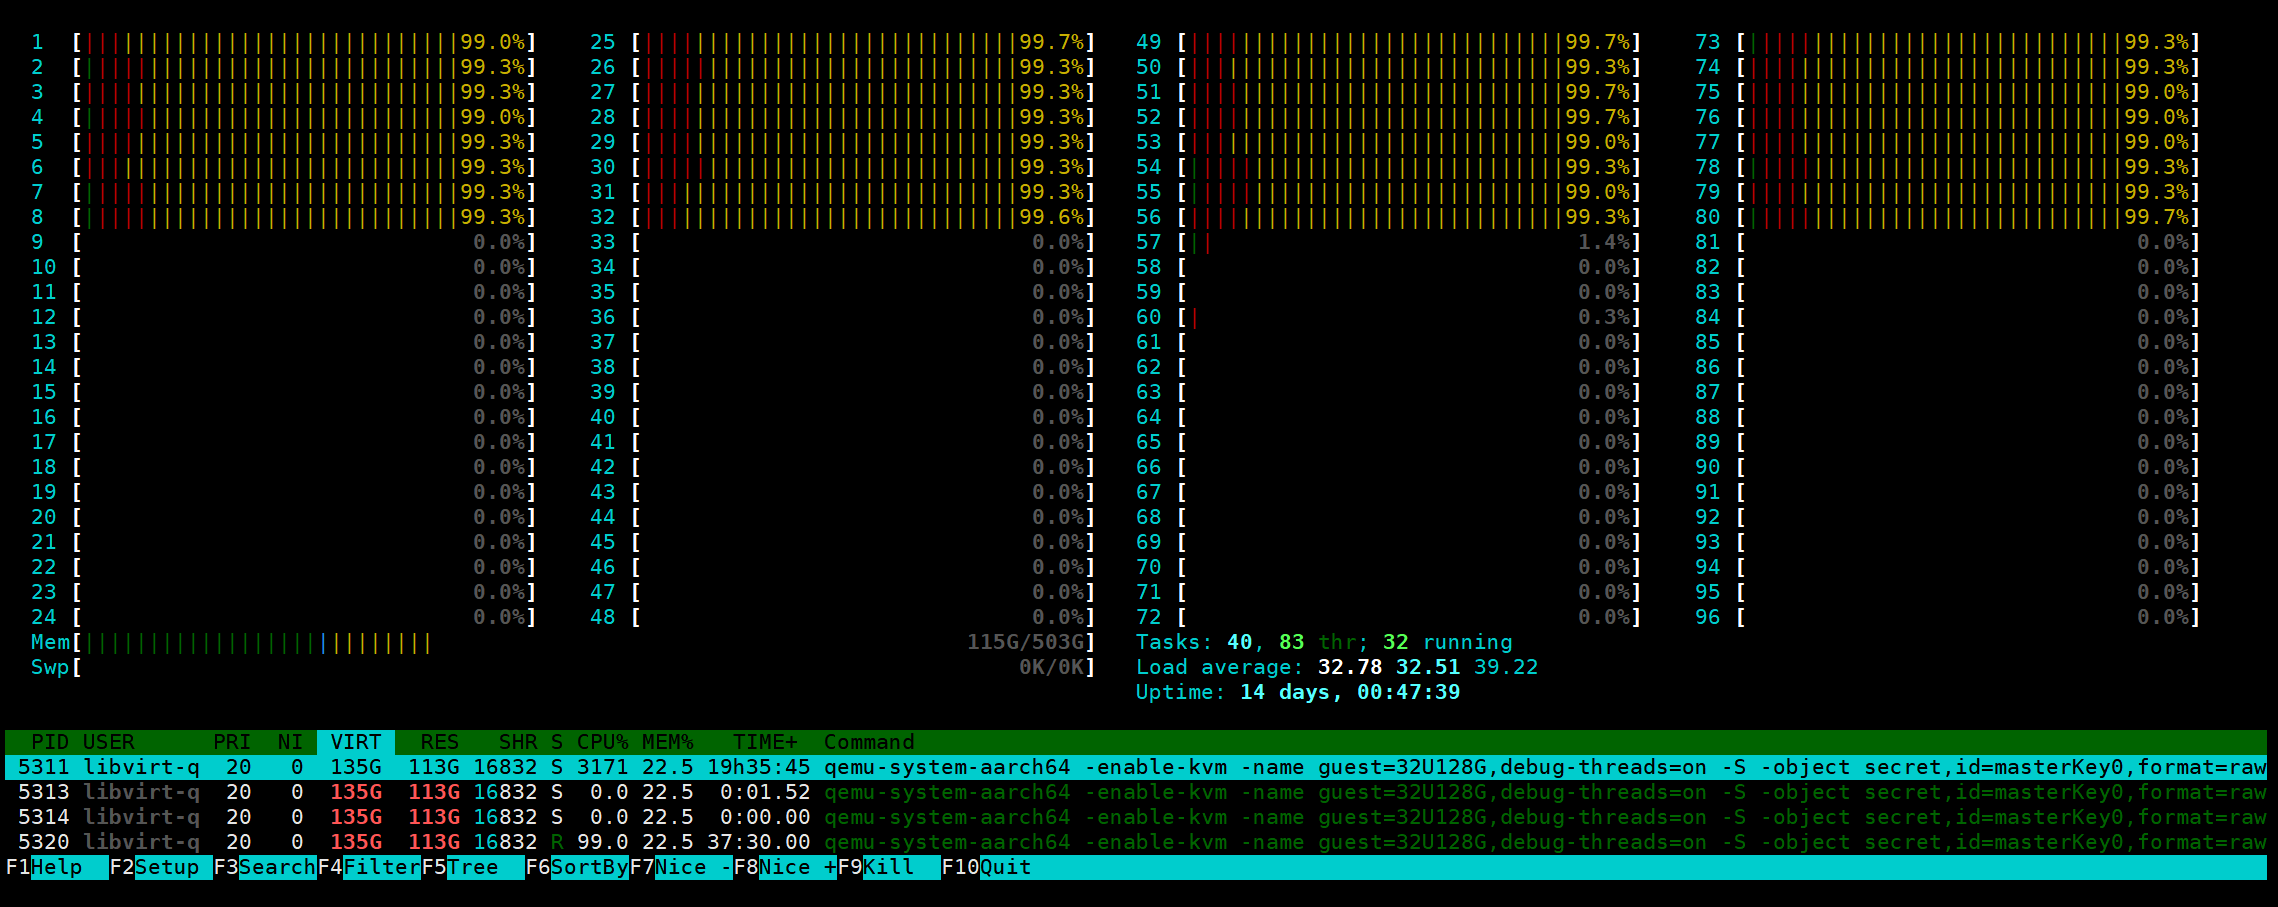 1 [||||||||||||||||||||||||||||||99.0%] 25 [||||||||||||||||||||||||||||||99.7%] 49 [||||||||||||||||||||||||||||||99.7%] 73 [||||||||||||||||||||||||||||||99.3%]
2 [||||||||||||||||||||||||||||||99.3%] 26 [||||||||||||||||||||||||||||||99.3%] 50 [||||||||||||||||||||||||||||||99.3%] 74 [||||||||||||||||||||||||||||||99.3%]
3 [||||||||||||||||||||||||||||||99.3%] 27 [||||||||||||||||||||||||||||||99.3%] 51 [||||||||||||||||||||||||||||||99.7%] 75 [||||||||||||||||||||||||||||||99.0%]
4 [||||||||||||||||||||||||||||||99.0%] 28 [||||||||||||||||||||||||||||||99.3%] 52 [||||||||||||||||||||||||||||||99.7%] 76 [||||||||||||||||||||||||||||||99.0%]
5 [||||||||||||||||||||||||||||||99.3%] 29 [||||||||||||||||||||||||||||||99.3%] 53 [||||||||||||||||||||||||||||||99.0%] 77 [||||||||||||||||||||||||||||||99.0%]
6 [||||||||||||||||||||||||||||||99.3%] 30 [||||||||||||||||||||||||||||||99.3%] 54 [||||||||||||||||||||||||||||||99.3%] 78 [||||||||||||||||||||||||||||||99.3%]
7 [||||||||||||||||||||||||||||||99.3%] 31 [||||||||||||||||||||||||||||||99.3%] 55 [||||||||||||||||||||||||||||||99.0%] 79 [||||||||||||||||||||||||||||||99.3%]
8 [||||||||||||||||||||||||||||||99.3%] 32 [||||||||||||||||||||||||||||||99.6%] 56 [||||||||||||||||||||||||||||||99.3%] 80 [||||||||||||||||||||||||||||||99.7%]
9 [ 0.0%] 33 [ 0.0%] 57 [|| 1.4%] 81 [ 0.0%]
10 [ 0.0%] 34 [ 0.0%] 58 [ 0.0%] 82 [ 0.0%]
11 [ 0.0%] 35 [ 0.0%] 59 [ 0.0%] 83 [ 0.0%]
12 [ 0.0%] 36 [ 0.0%] 60 [| 0.3%] 84 [ 0.0%]
13 [ 0.0%] 37 [ 0.0%] 61 [ 0.0%] 85 [ 0.0%]
14 [ 0.0%] 38 [ 0.0%] 62 [ 0.0%] 86 [ 0.0%]
15 [ 0.0%] 39 [ 0.0%] 63 [ 0.0%] 87 [ 0.0%]
16 [ 0.0%] 40 [ 0.0%] 64 [ 0.0%] 88 [ 0.0%]
17 [ 0.0%] 41 [ 0.0%] 65 [ 0.0%] 89 [ 0.0%]
18 [ 0.0%] 42 [ 0.0%] 66 [ 0.0%] 90 [ 0.0%]
19 [ 0.0%] 43 [ 0.0%] 67 [ 0.0%] 91 [ 0.0%]
20 [ 0.0%] 44 [ 0.0%] 68 [ 0.0%] 92 [ 0.0%]
21 [ 0.0%] 45 [ 0.0%] 69 [ 0.0%] 93 [ 0.0%]
22 [ 0.0%] 46 [ 0.0%] 70 [ 0.0%] 94 [ 0.0%]
23 [ 0.0%] 47 [ 0.0%] 71 [ 0.0%] 95 [ 0.0%]
24 [ 0.0%] 48 [ 0.0%] 72 [ 0.0%] 96 [ 0.0%]
Mem[||||||||||||||||||||||||||| 115G/503G] Tasks: 40, 83 thr; 32 running
Swp[ 0K/0K] Load average: 32.78 32.51 39.22
Uptime: 14 days, 00:47:39
PID USER PRI NI VIRT RES SHR S CPU% MEM% TIME+ Command
5311 libvirt-q 20 0 135G 113G 16832 S 3171 22.5 19h35:45 qemu-system-aarch64 -enable-kvm -name guest=32U128G,debug-threads=on -S -object secret,id=masterKey0,format=raw
5313 libvirt-q 20 0 135G 113G 16832 S 0.0 22.5 0:01.52 qemu-system-aarch64 -enable-kvm -name guest=32U128G,debug-threads=on -S -object secret,id=masterKey0,format=raw
5314 libvirt-q 20 0 135G 113G 16832 S 0.0 22.5 0:00.00 qemu-system-aarch64 -enable-kvm -name guest=32U128G,debug-threads=on -S -object secret,id=masterKey0,format=raw
5320 libvirt-q 20 0 135G 113G 16832 R 99.0 22.5 37:30.00 qemu-system-aarch64 -enable-kvm -name guest=32U128G,debug-threads=on -S -object secret,id=masterKey0,format=raw
F1Help F2Setup F3SearchF4FilterF5Tree F6SortByF7Nice -F8Nice +F9Kill F10Quit